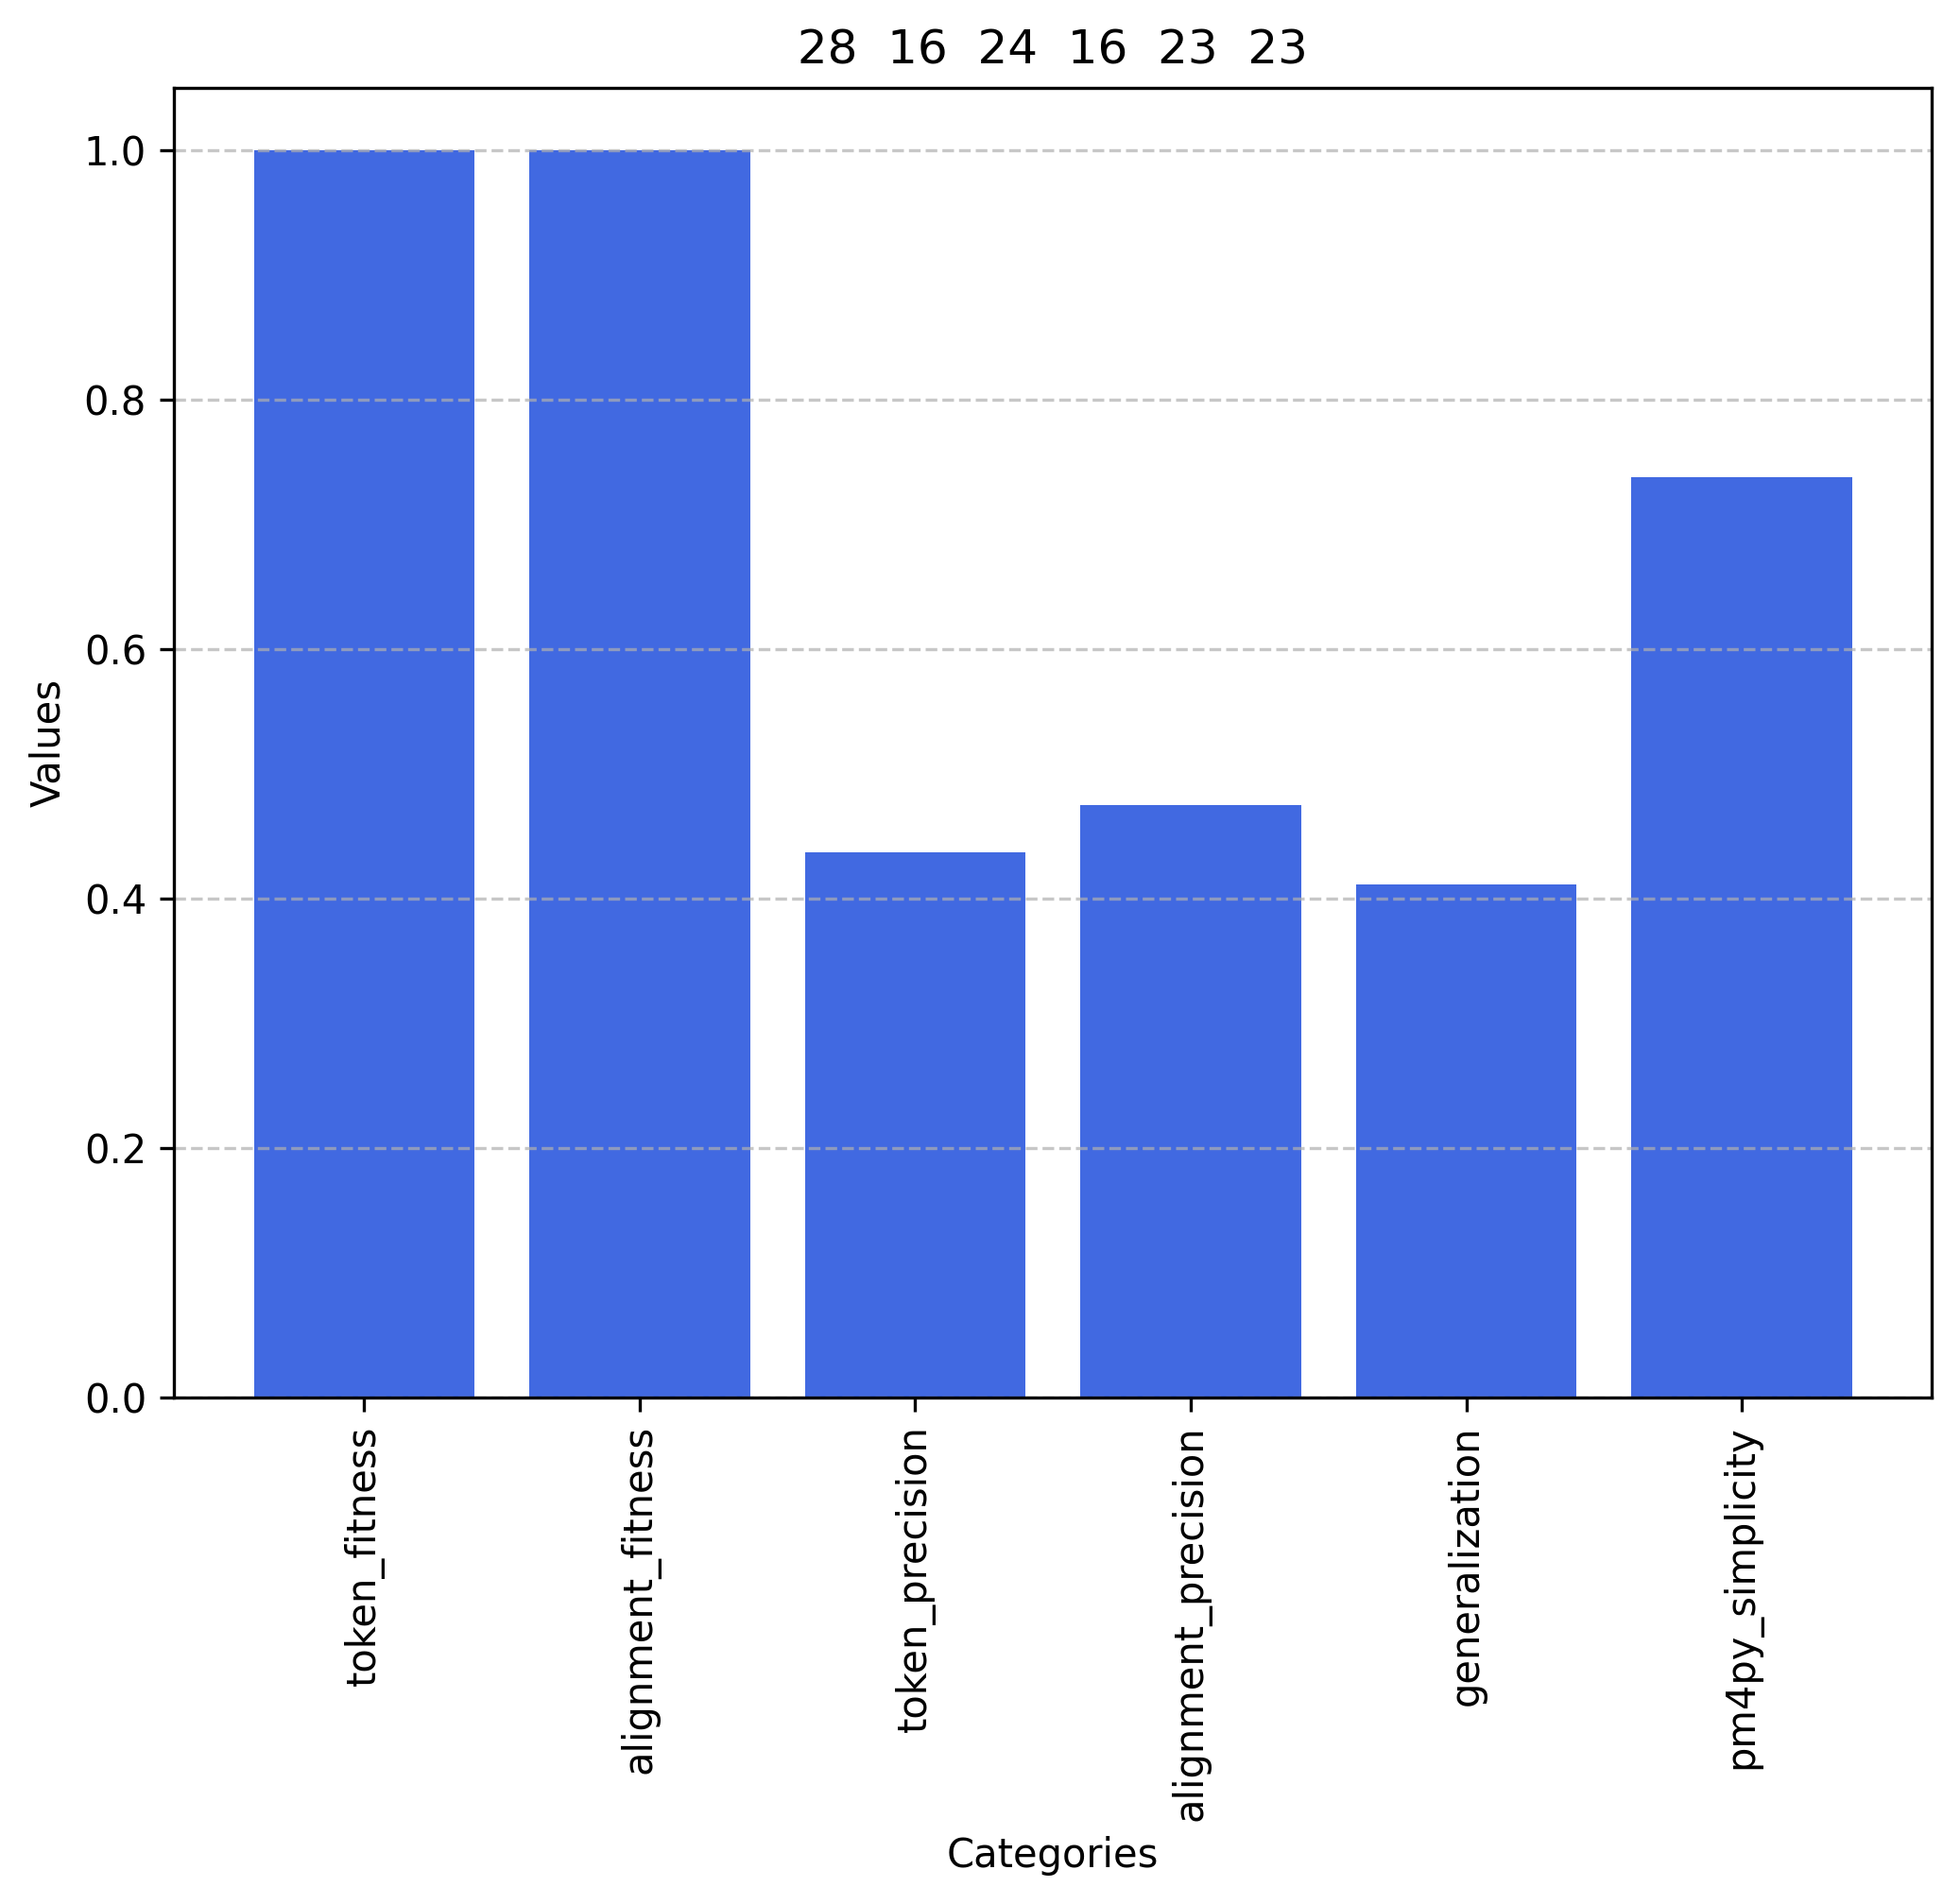 28 16 24 16 23 23
1.0
0.8
0.6
0.4
0.2
0.0
Values
token_fitness
alignment_fitness
token_precision
alignment_precision
generalization
pm4py_simplicity
Categories